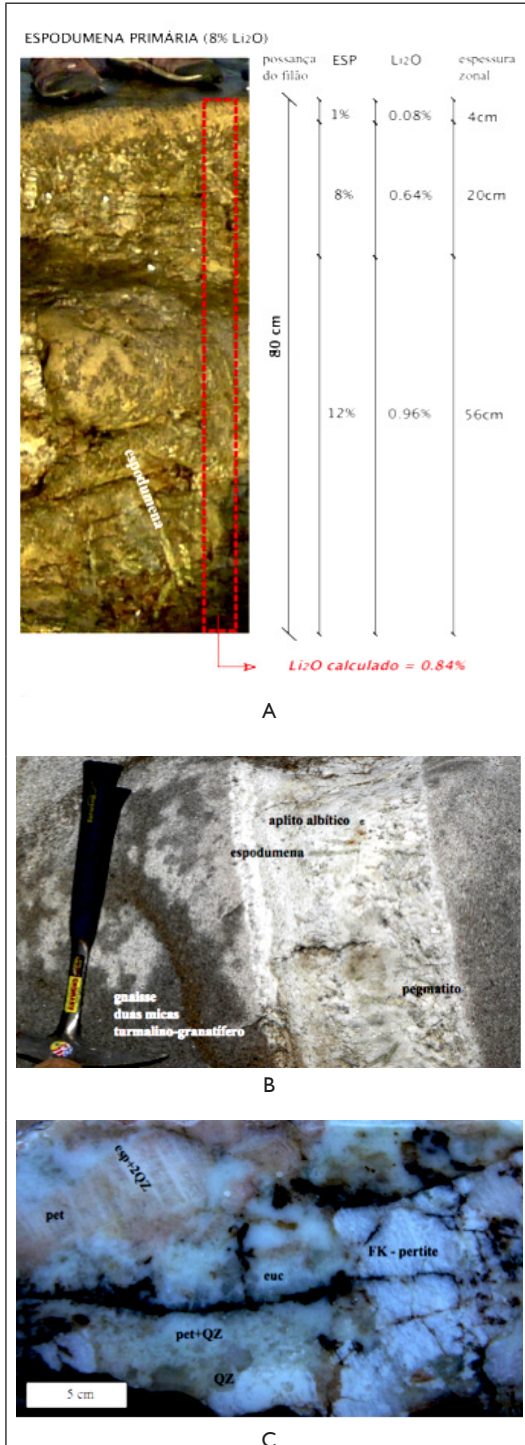 ESPODUMENA PRIMÁRIA (8% Li2O)
possança do filão
ESP
Li2O
espessura zonal
1%
0.08%
4cm
8%
0.64%
20cm
80 cm
12%
0.96%
56cm
espodumena
Li2O calculado = 0.84%
A
aplito albítico
espodumena
gnaisse
duas micas
turmalino-granatífero
pegmatito
ESTWING
B
esp+2QZ
pet
FK - pertite
euc
pet+QZ
QZ
5 cm
C